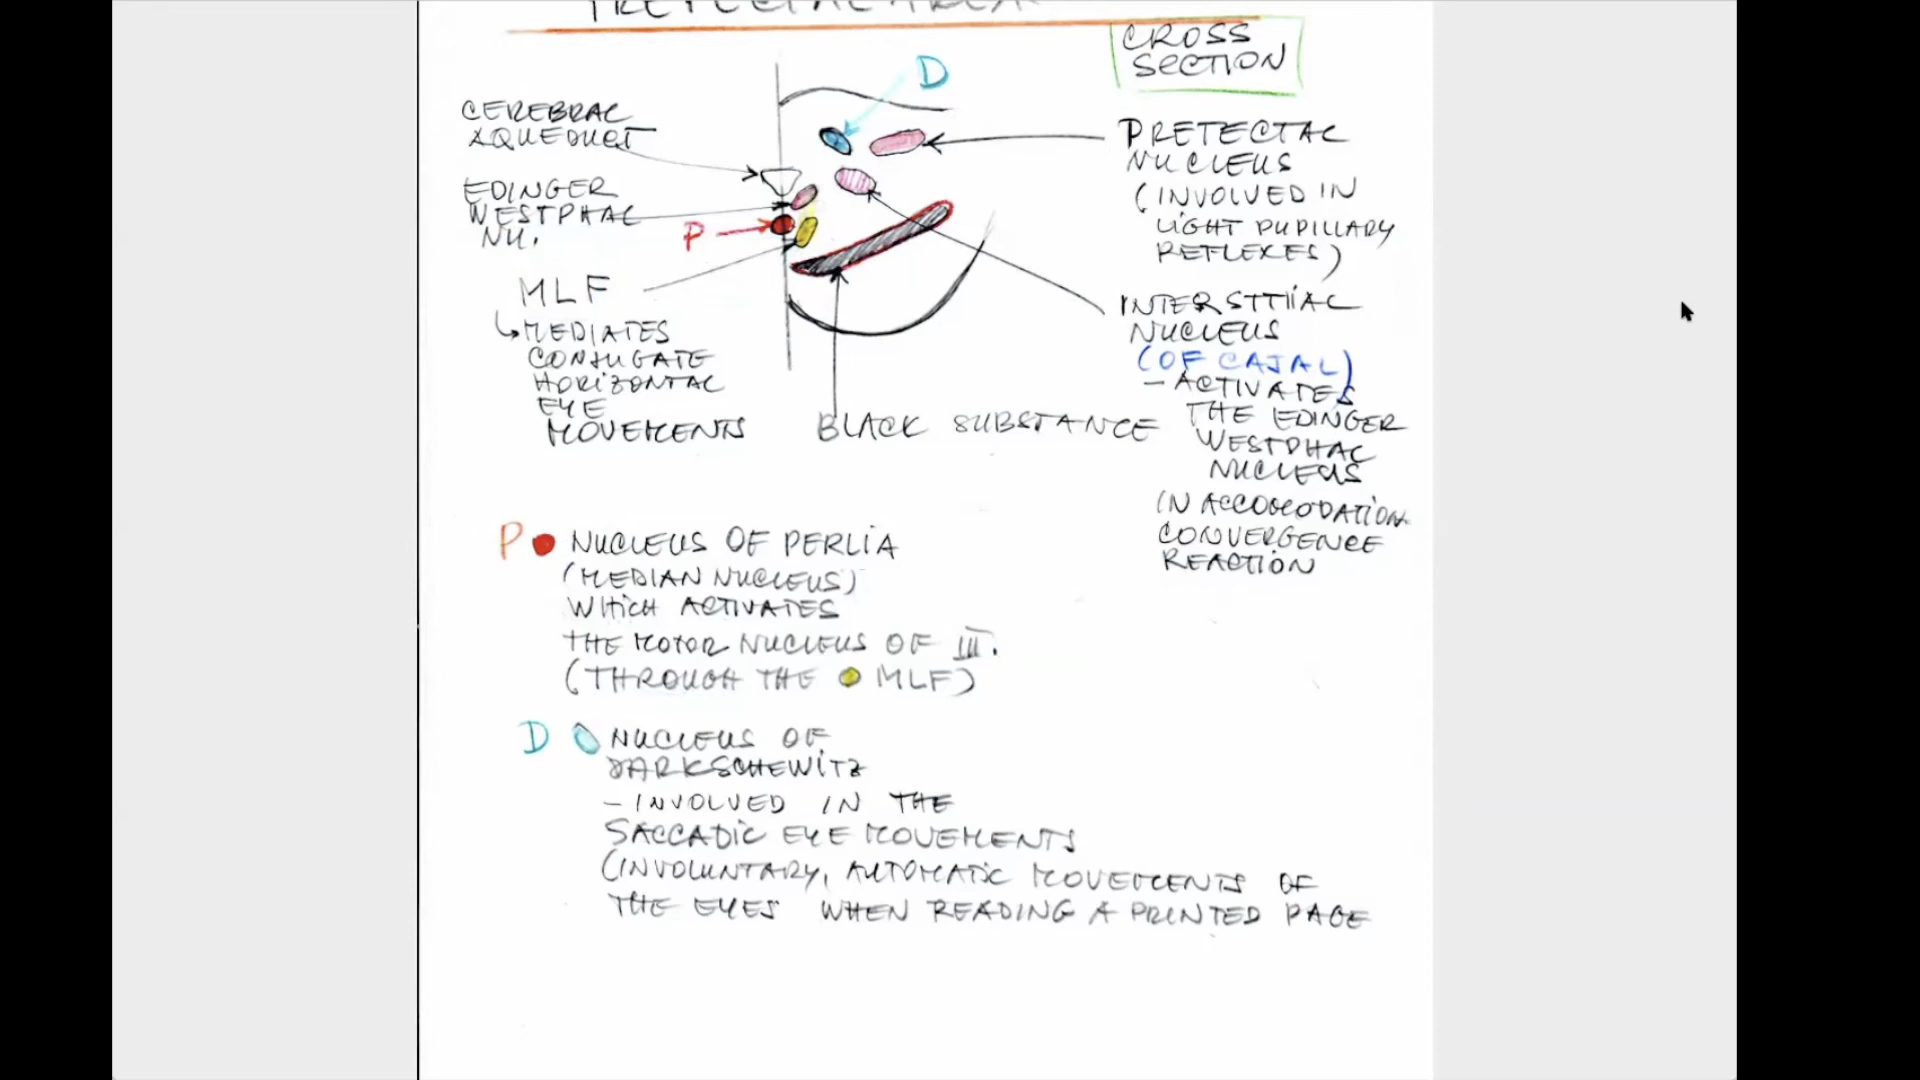 PRETECTAL AREA
CROSS
SECTION
D
CEREBRAL
AQUEDUCT
EDINGER
WESTPHAL
NU.
P
MLF
↳ MEDIATES
CONJUGATE
HORIZONTAL
EYE
MOVEMENTS
BLACK SUBSTANCE
PRETECTAL
NUCLEUS
(INVOLVED IN
LIGHT PUPILLARY
REFLEXES)
INTERSTTIIAL
NUCLEUS
(OF CAJAL)
- ACTIVATES
THE EDINGER
WESTPHAL
NUCLEUS
IN ACCOMODATION
CONVERGENCE
REACTION
P NUCLEUS OF PERLIA
(MEDIAN NUCLEUS)
WHICH ACTIVATES
THE MOTOR NUCLEUS OF III.
(THROUGH THE MLF)
D NUCLEUS OF
DARKSCHEWITZ
- INVOLVED IN THE
SACCADIC EYE MOVEMENTS
(INVOLUNTARY, AUTOMATIC MOVEMENTS OF
THE EYES WHEN READING A PRINTED PAGE